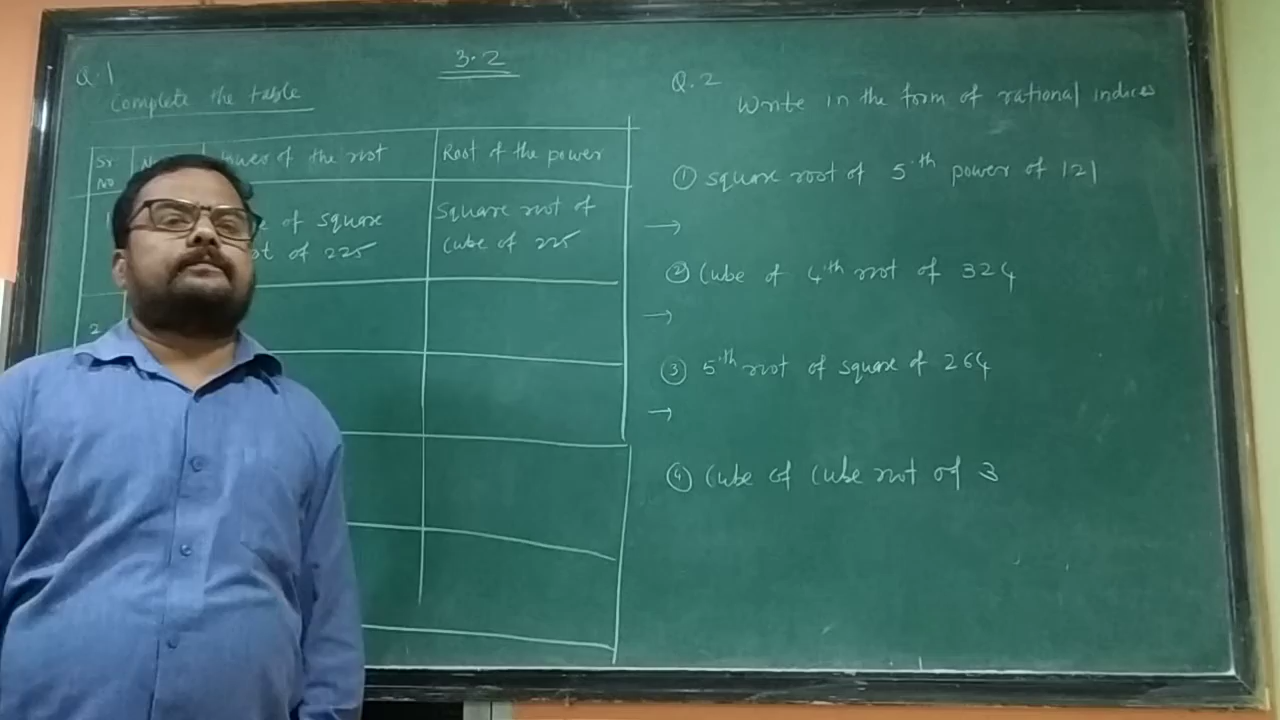 3.2
Q.1
Complete the table
Sr No
of the root
Root of the power
of square
of 225
Square root of
Cube of 225
2
Q.2
Write in the form of rational indices
① square root of 5th power of 121
→
② Cube of 4th root of 324
→
③ 5th root of square of 264
→
④ Cube of cube root of 3